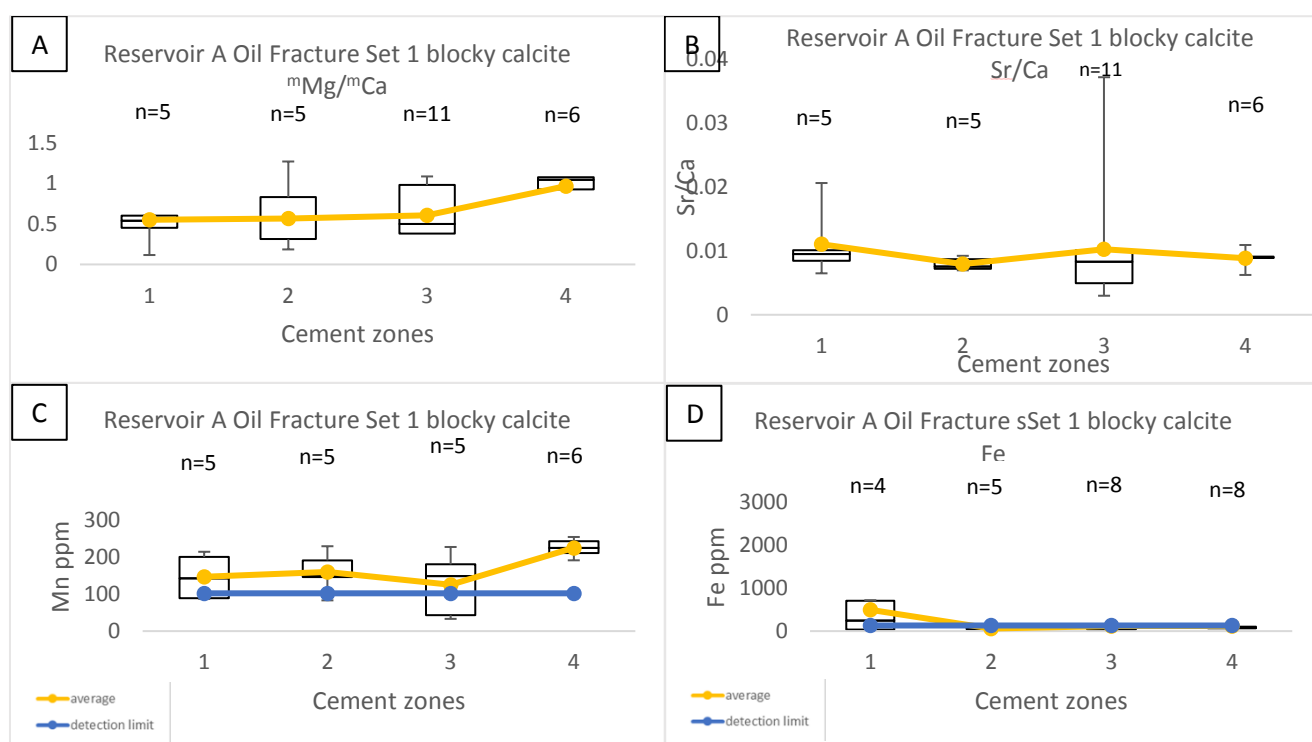 A
Reservoir A Oil Fracture Set 1 blocky calcite
ᵐMg/ᵐCa
n=5
n=5
n=11
n=6
1.5
1
0.5
0
1
2
3
4
Cement zones
B
Reservoir A Oil Fracture Set 1 blocky calcite
Sr/Ca
n=11
n=5
n=5
n=6
0.04
0.03
0.02
0.01
0
Sr/Ca
1
2
3
4
Cement zones
C
Reservoir A Oil Fracture Set 1 blocky calcite
n=5
n=5
n=5
n=6
300
200
100
0
Mn ppm
1
2
3
4
Cement zones
average
detection limit
D
Reservoir A Oil Fracture sSet 1 blocky calcite
Fe
n=4
n=5
n=8
n=8
3000
2000
1000
0
Fe ppm
1
2
3
4
Cement zones
average
detection limit